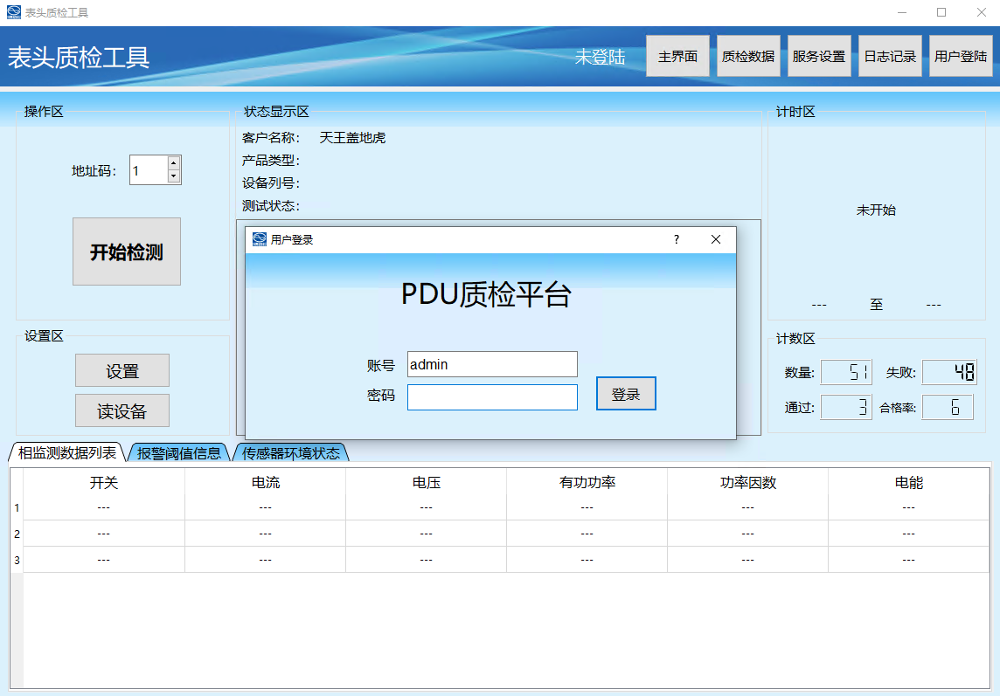 表头质检工具
表头质检工具
未登陆
主界面
质检数据
服务设置
日志记录
用户登陆
操作区
地址码：
1
开始检测
设置区
设置
读设备
状态显示区
客户名称： 天王盖地虎
产品类型：
设备列号：
测试状态：
用户登录
?
PDU质检平台
账号 admin
密码
登录
计时区
未开始
--- 至 ---
计数区
数量: 51 失败: 48
通过: 3 合格率: 6
相监测数据列表 报警阈值信息 传感器环境状态
开关 电流 电压 有功功率 功率因数 电能
1 --- --- --- --- --- ---
2 --- --- --- --- --- ---
3 --- --- --- --- --- ---